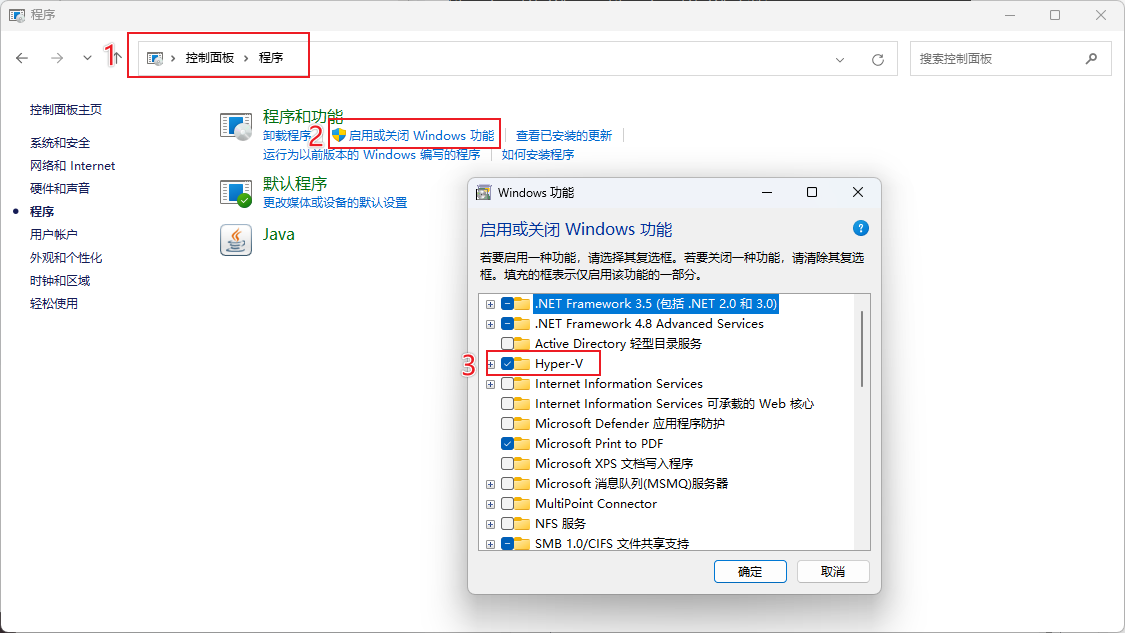 程序
1
控制面板 › 程序
搜索控制面板
控制面板主页
系统和安全
网络和 Internet
硬件和声音
程序
用户帐户
外观和个性化
时钟和区域
轻松使用
程序和功能
卸载程序
2
启用或关闭 Windows 功能
查看已安装的更新
运行为以前版本的 Windows 编写的程序
如何安装程序
默认程序
更改媒体或设备的默认设置
Java
Windows 功能
启用或关闭 Windows 功能
?
若要启用一种功能，请选择其复选框。若要关闭一种功能，请清除其复选
框。填充的框表示仅启用该功能的一部分。
.NET Framework 3.5 (包括 .NET 2.0 和 3.0)
.NET Framework 4.8 Advanced Services
Active Directory 轻型目录服务
3
Hyper-V
Internet Information Services
Internet Information Services 可承载的 Web 核心
Microsoft Defender 应用程序防护
Microsoft Print to PDF
Microsoft XPS 文档写入程序
Microsoft 消息队列(MSMQ)服务器
MultiPoint Connector
NFS 服务
SMB 1.0/CIFS 文件共享支持
确定
取消